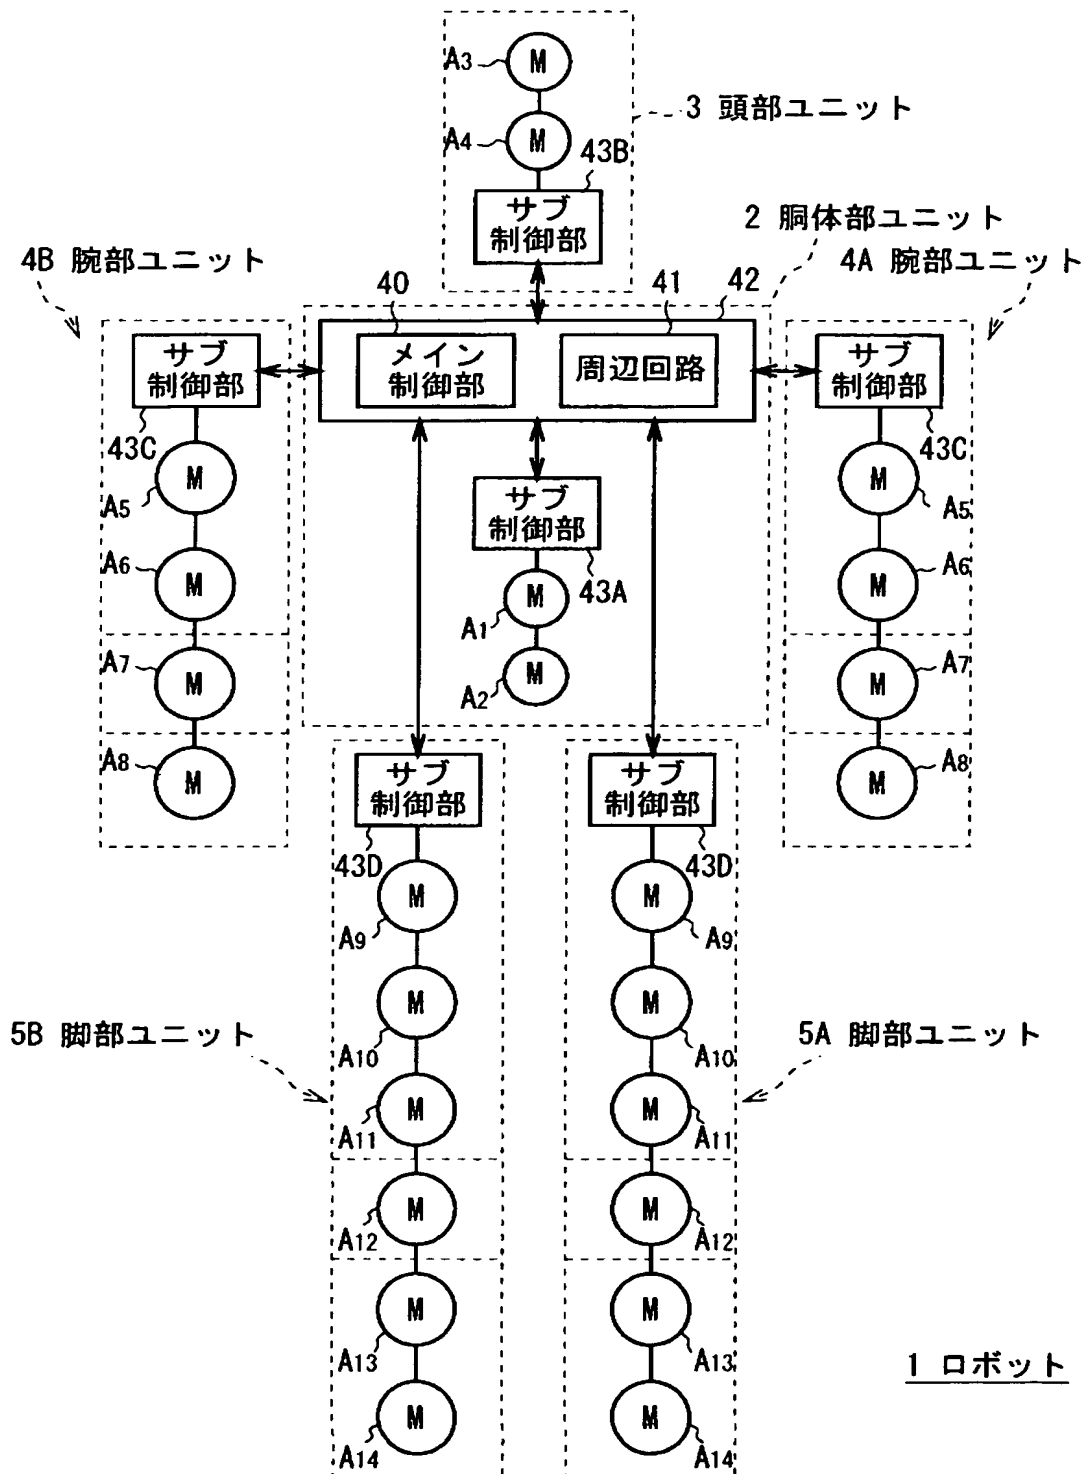 A3
M
3 頭部ユニット
A4
M
43B
サブ
制御部
2 胴体部ユニット
4B 腕部ユニット
4A 腕部ユニット
40
41
42
サブ
制御部
43C
メイン
制御部
周辺回路
サブ
制御部
43C
A5
M
A6
M
A7
M
A8
M
サブ
制御部
43A
A1
M
A2
M
M
A5
M
A6
M
A7
M
A8
サブ
制御部
43D
M
A9
M
A10
M
A11
M
A12
M
A13
M
A14
5B 脚部ユニット
サブ
制御部
43D
M
A9
M
A10
M
A11
M
A12
M
A13
M
A14
5A 脚部ユニット
1 ロボット